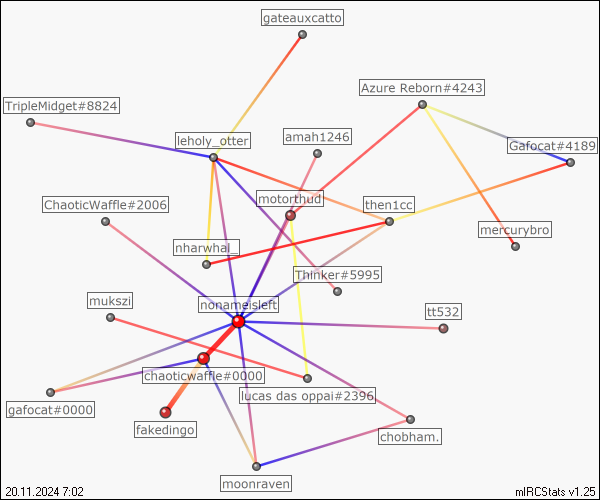 gateauxcatto
Azure Reborn#4243
TripleMidget#8824
leholy_otter
amah1246
Gafocat#4189
ChaoticWaffle#2006
motorthud
then1cc
mercurybro
nharwhal_
Thinker#5995
mukszi
nonameisleft
tt532
chaoticwaffle#0000
lucas das oppai#2396
gafocat#0000
fakedingo
chobham.
moonraven
20.11.2024 7:02
mIRCStats v1.25